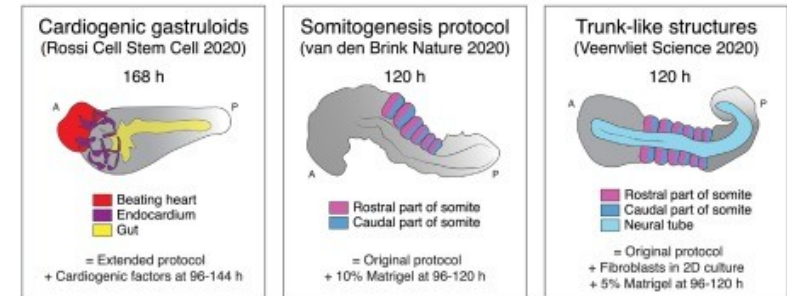 Cardiogenic gastruloids
(Rossi Cell Stem Cell 2020)
168 h
A
P
Beating heart
Endocardium
Gut
= Extended protocol
+ Cardiogenic factors at 96-144 h
Somitogenesis protocol
(van den Brink Nature 2020)
120 h
A
P
Rostral part of somite
Caudal part of somite
= Original protocol
+ 10% Matrigel at 96-120 h
Trunk-like structures
(Veenvliet Science 2020)
120 h
A
P
Rostral part of somite
Caudal part of somite
Neural tube
= Original protocol
+ Fibroblasts in 2D culture
+ 5% Matrigel at 96-120 h